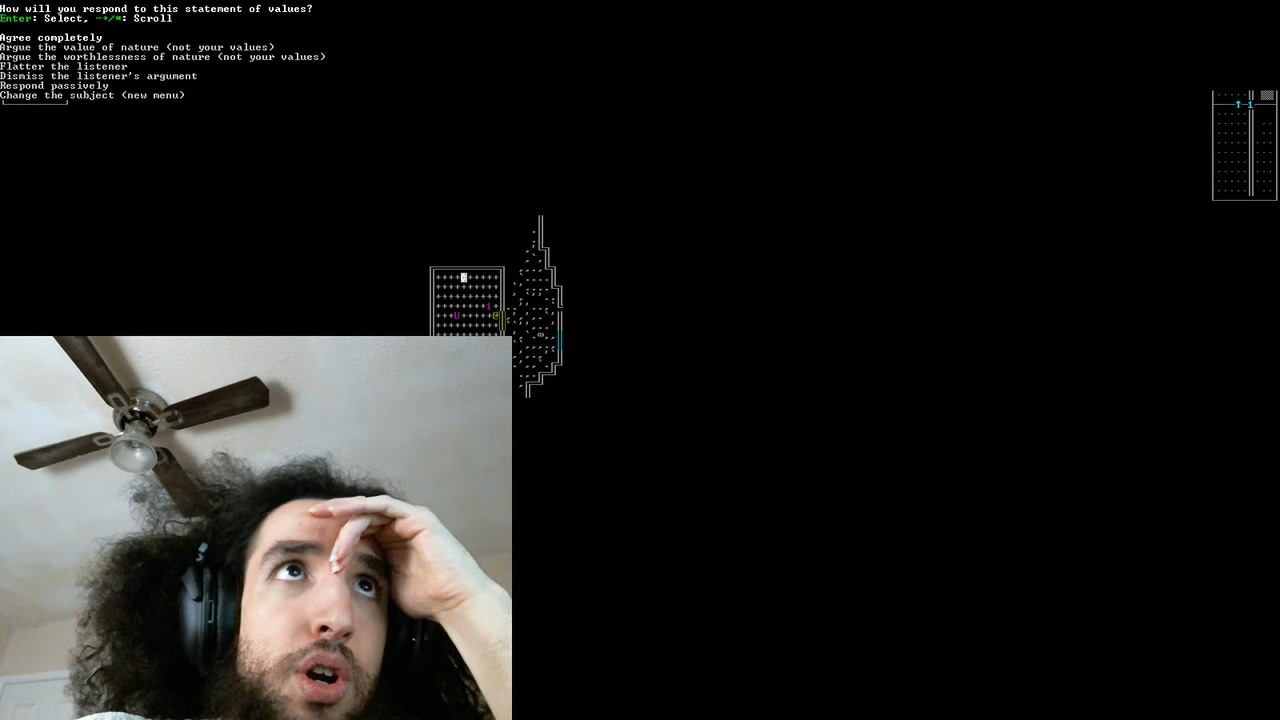 How will you respond to this statement of values?
Enter: Select, -+/*: Scroll
Agree completely
Argue the value of nature (not your values)
Argue the worthlessness of nature (not your values)
Flatter the listener
Dismiss the listener's argument
Respond passively
Change the subject (new menu)